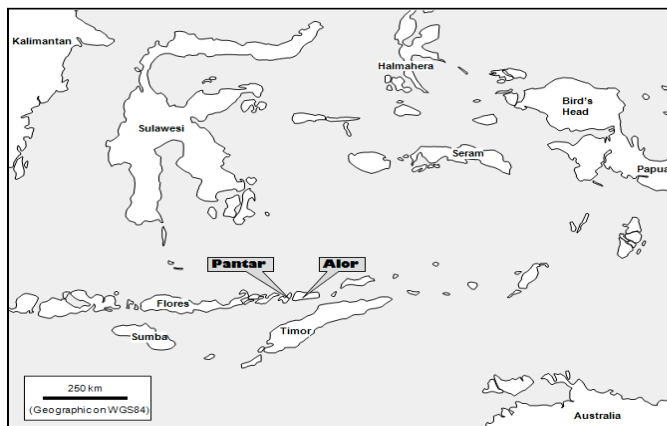 Kalimantan
Halmahera
Bird's
Head
Sulawesi
Seram
Papua
Pantar
Alor
Flores
Timor
Sumba
250 km
(Geographic on WGS84)
Australia